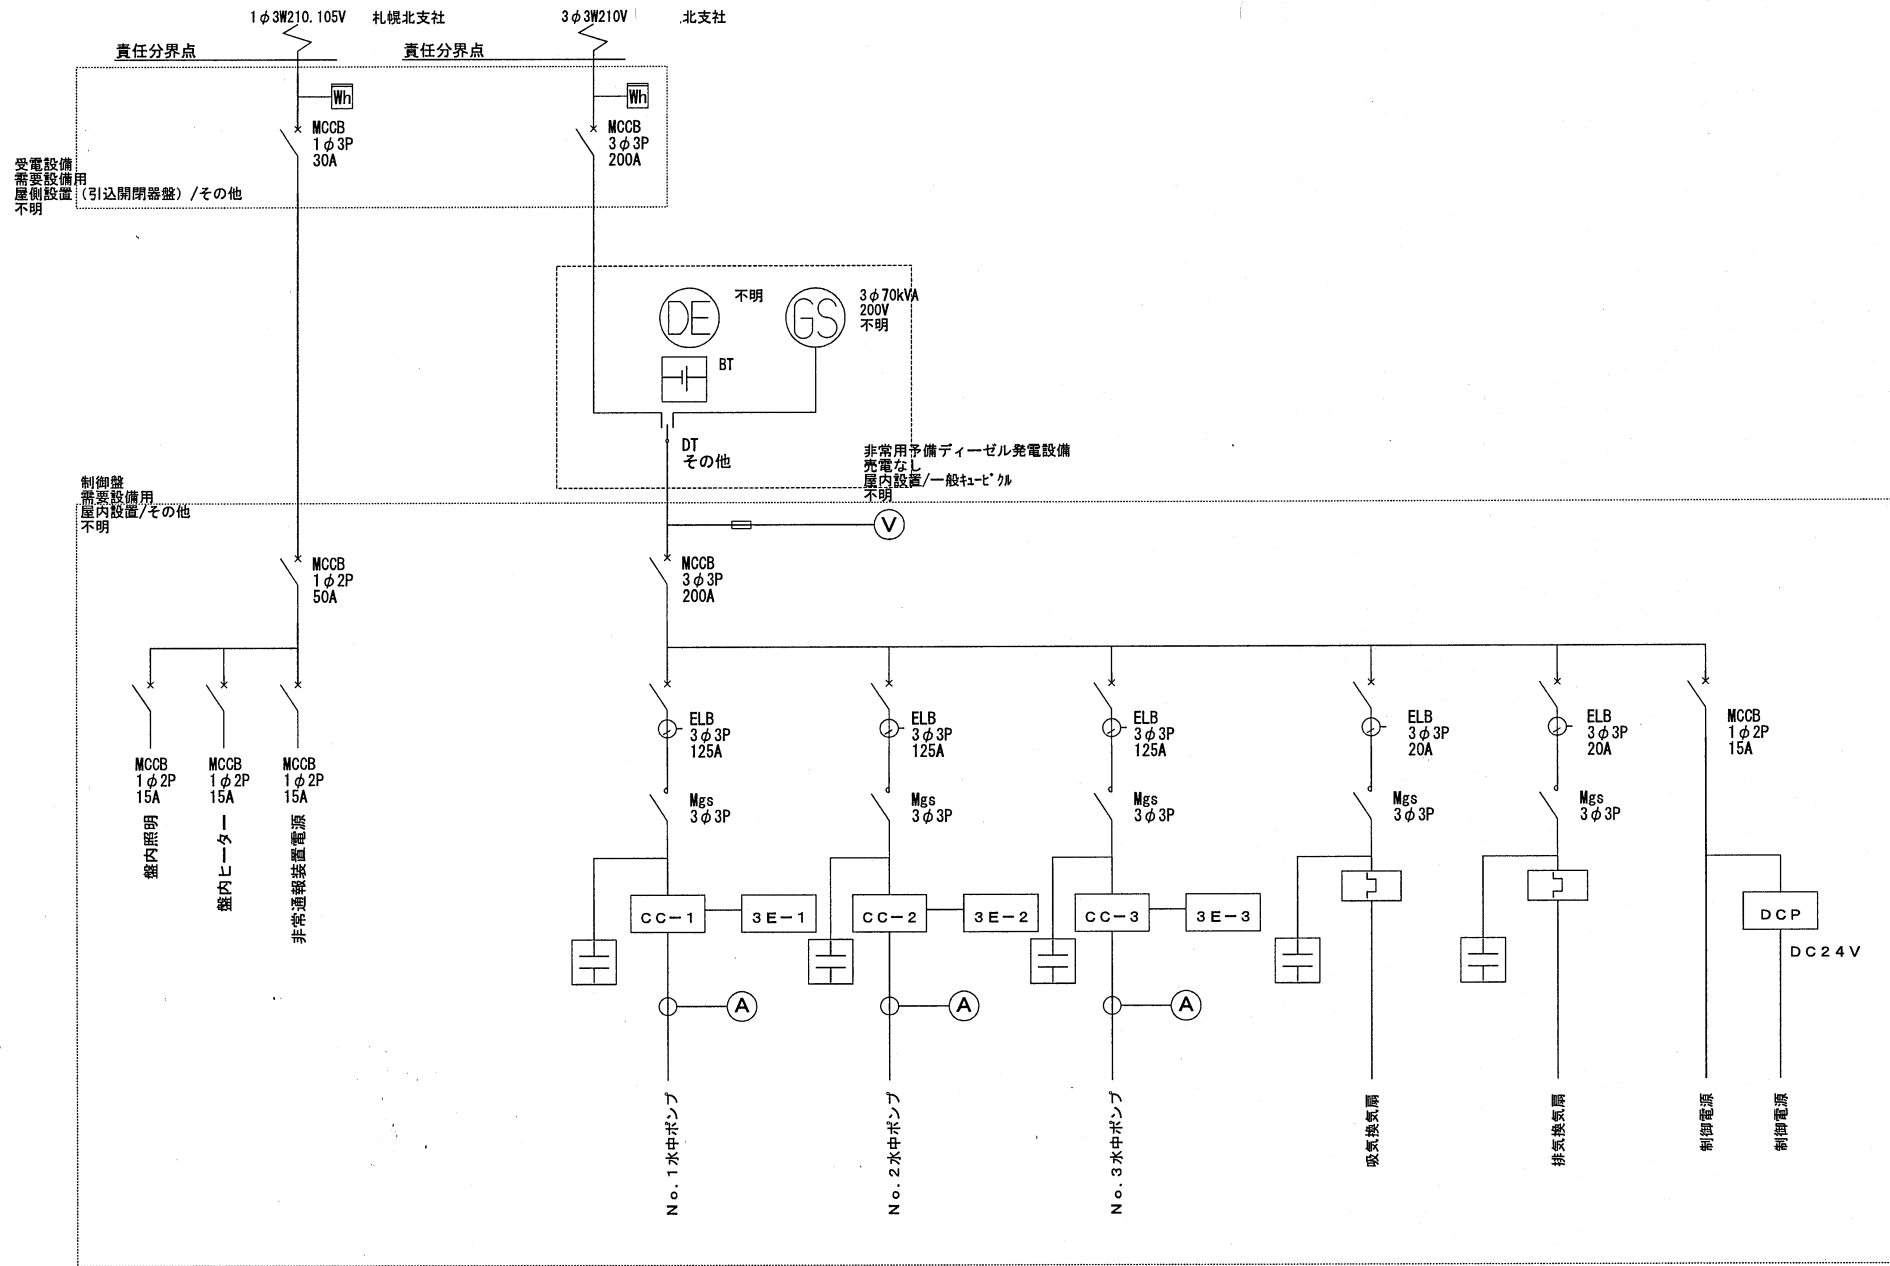 1φ3W210.105V 札幌北支社
3φ3W210V 北支社
責任分界点
責任分界点
Wh
Wh
MCCB
1φ3P
30A
MCCB
3φ3P
200A
受電設備
需要設備用
屋側設置(引込開閉器盤)/その他
不明
DE
不明
GS
3φ70kVA
200V
不明
BT
DT
その他
非常用予備ディーゼル発電設備
売電なし
屋内設置/一般キュービクル
不明
制御盤
需要設備用
屋内設置/その他
不明
V
MCCB
1φ2P
50A
MCCB
3φ3P
200A
MCCB
1φ2P
15A
盤内照明
MCCB
1φ2P
15A
盤内ヒーター
MCCB
1φ2P
15A
非常通報装置電源
ELB
3φ3P
125A
ELB
3φ3P
125A
ELB
3φ3P
125A
ELB
3φ3P
20A
ELB
3φ3P
20A
MCCB
1φ2P
15A
Mgs
3φ3P
Mgs
3φ3P
Mgs
3φ3P
Mgs
3φ3P
Mgs
3φ3P
CC-1
3E-1
CC-2
3E-2
CC-3
3E-3
DCP
DC24V
A
A
A
No.1水中ポンプ
No.2水中ポンプ
No.3水中ポンプ
吸気換気扇
排気換気扇
制御電源
制御電源